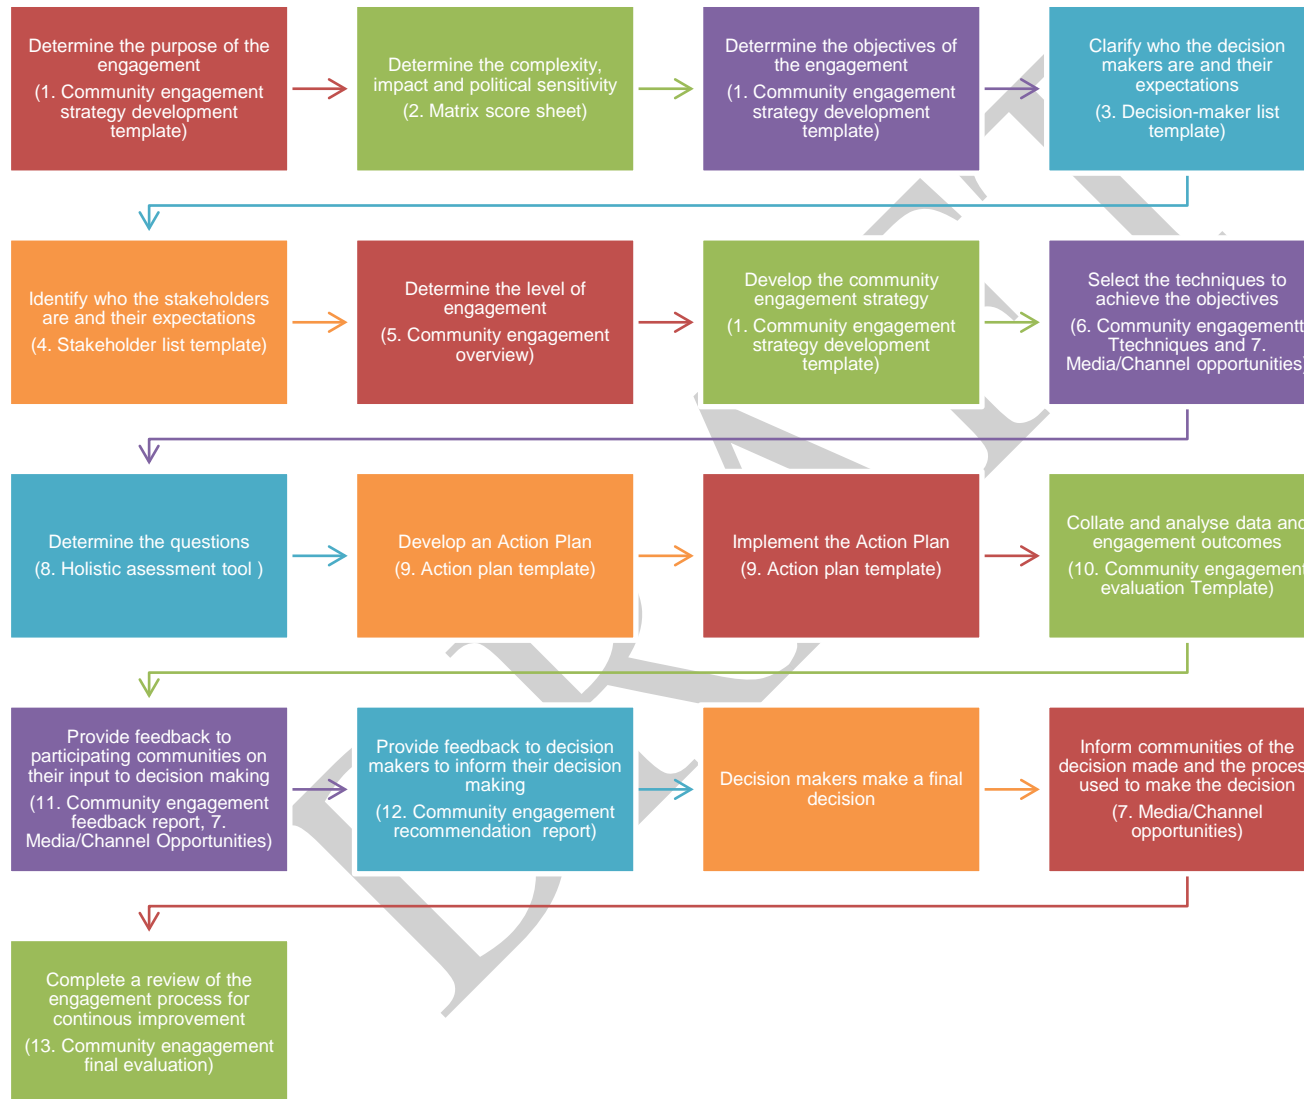 Determine the purpose of the
engagement
(1. Community engagement
strategy development
template)
Determine the complexity,
impact and political sensitivity
(2. Matrix score sheet)
Deterrmine the objectives of
the engagement
(1. Community engagement
strategy development
template)
Clarify who the decision
makers are and their
expectations
(3. Decision-maker list
template)
Identify who the stakeholders
are and their expectations
(4. Stakeholder list template)
Determine the level of
engagement
(5. Community engagement
overview)
Develop the community
engagement strategy
(1. Community engagement
strategy development
template)
Select the techniques to
achieve the objectives
(6. Community engagementt
Ttechniques and 7.
Media/Channel opportunities)
Determine the questions
(8. Holistic asessment tool )
Develop an Action Plan
(9. Action plan template)
Implement the Action Plan
(9. Action plan template)
Collate and analyse data and
engagement outcomes
(10. Community engagement
evaluation Template)
Provide feedback to
participating communities on
their input to decision making
(11. Community engagement
feedback report, 7.
Media/Channel Opportunities)
Provide feedback to decision
makers to inform their decision
making
(12. Community engagement
recommendation report)
Decision makers make a final
decision
Inform communities of the
decision made and the process
used to make the decision
(7. Media/Channel
opportunities)
Complete a review of the
engagement process for
continous improvement
(13. Community enagagement
final evaluation)
DRAFT